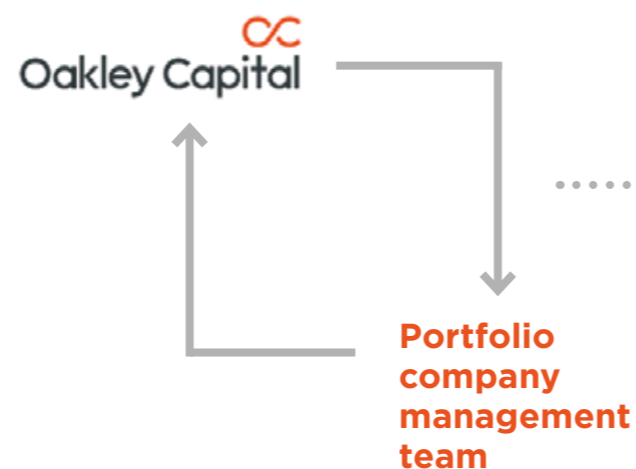 Oakley Capital
Portfolio
company
management
team